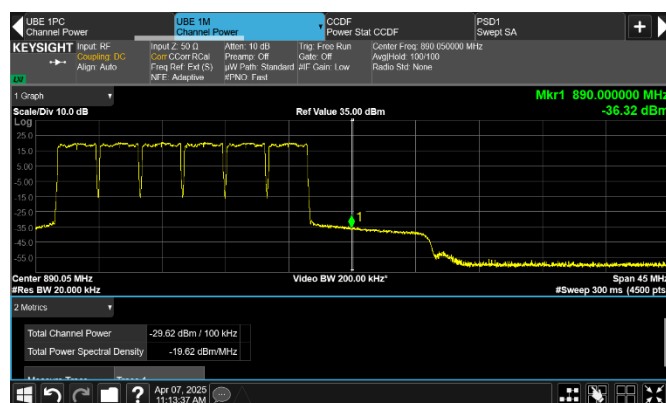 UBE 1PC
Channel Power
UBE 1M
Channel Power
CCDF
Power Stat CCDF
PSD1
Swept SA
KEYSIGHT
Input: RF
Coupling: DC
Align: Auto
Input Z: 50 Ω
Corr CCorr RCal
Freq Ref: Ext (S)
NFE: Adaptive
Atten: 10 dB
Preamp: Off
µW Path: Standard
#PNO: Fast
Trig: Free Run
Gate: Off
#IF Gain: Low
Center Freq: 890.050000 MHz
Avg|Hold: 100/100
Radio Std: None
1 Graph
Mkr1 890.000000 MHz
Scale/Div 10.0 dB
Ref Value 35.00 dBm
-36.32 dBm
Log
25.0
15.0
5.00
-5.00
-15.0
-25.0
-35.0
-45.0
-55.0
1
Center 890.05 MHz
Video BW 200.00 kHz*
Span 45 MHz
#Res BW 20.000 kHz
#Sweep 300 ms (4500 pts
2 Metrics
Total Channel Power -29.62 dBm / 100 kHz
Total Power Spectral Density -19.62 dBm/MHz
Apr 07, 2025
11:13:37 AM